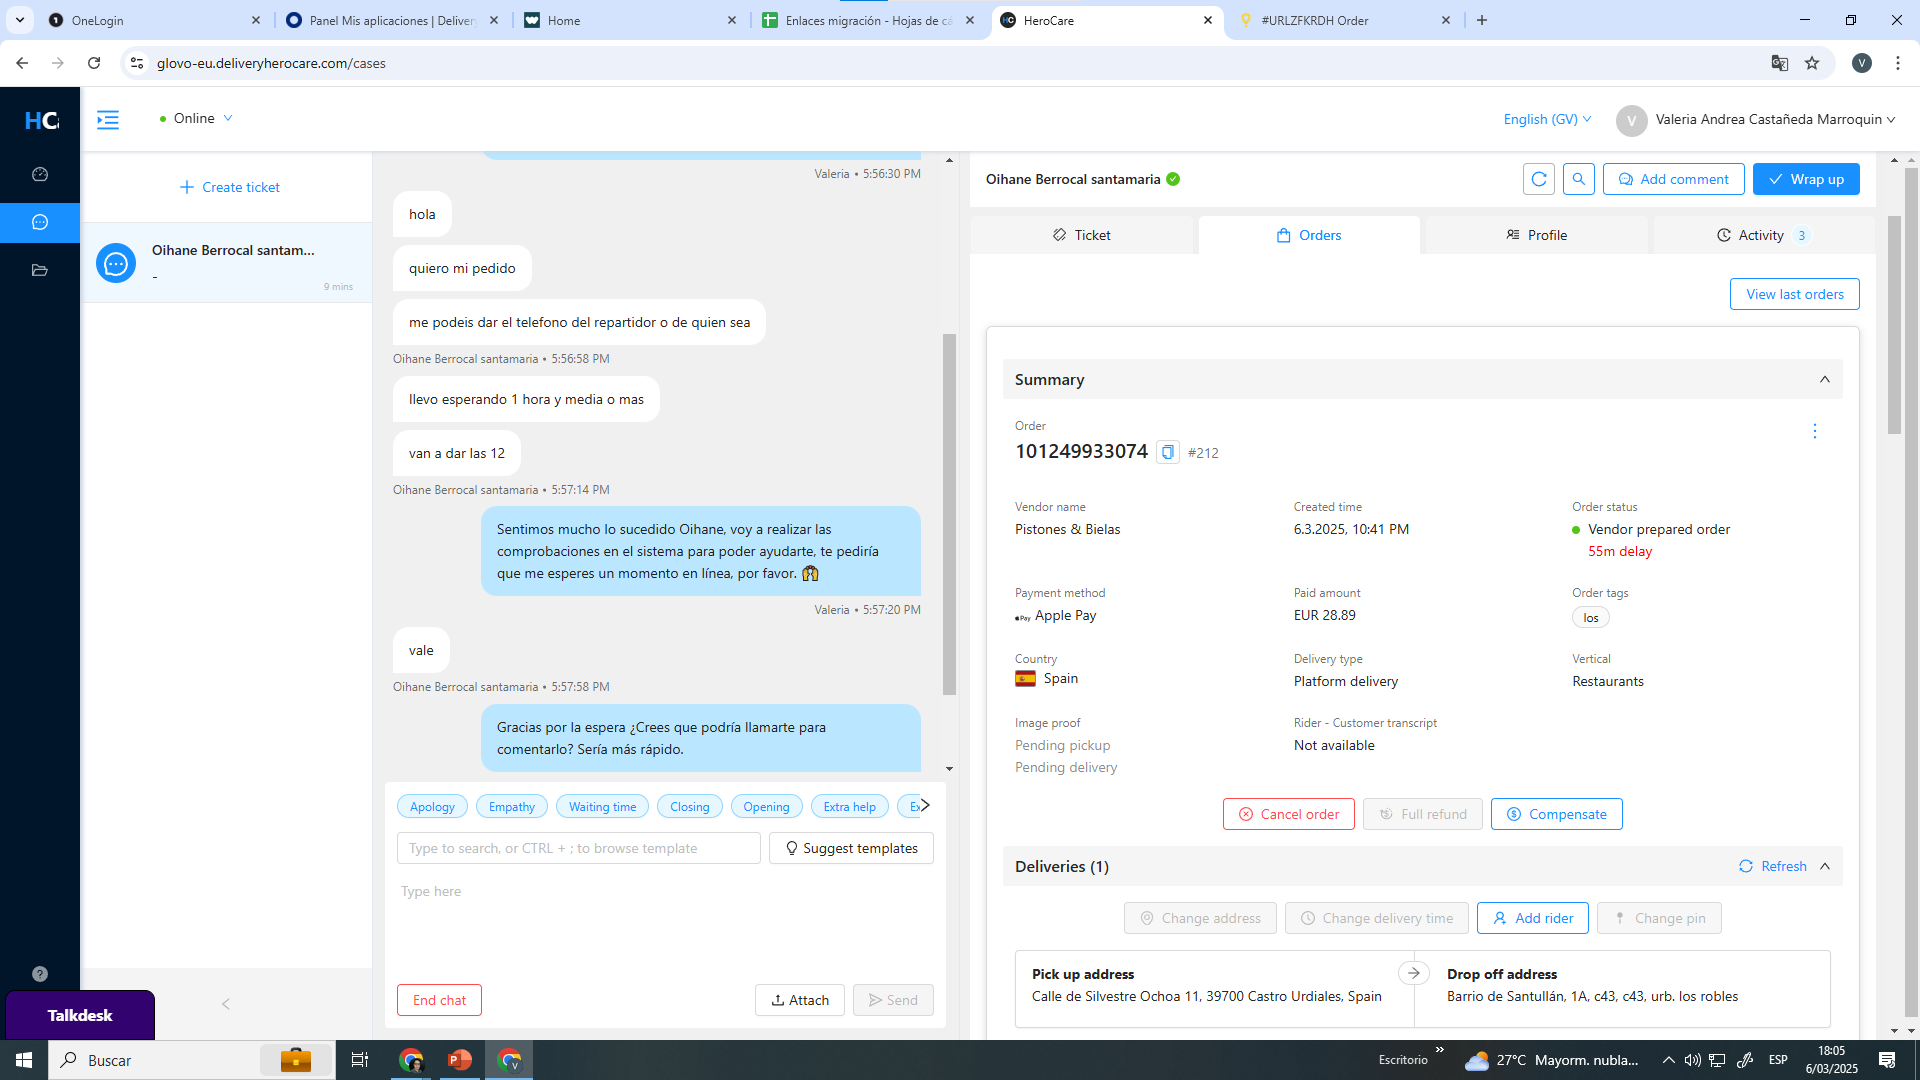 OneLogin
Panel Mis aplicaciones | Deliver
Home
Enlaces migración - Hojas de cá
HC
HeroCare
#URLZFKRDH Order
glovo-eu.deliveryherocare.com/cases
V
HC
Online
English (GV)
V
Valeria Andrea Castañeda Marroquin
Create ticket
Oihane Berrocal santam...
-
9 mins
Valeria • 5:56:30 PM
hola
quiero mi pedido
me podeis dar el telefono del repartidor o de quien sea
Oihane Berrocal santamaria • 5:56:58 PM
llevo esperando 1 hora y media o mas
van a dar las 12
Oihane Berrocal santamaria • 5:57:14 PM
Sentimos mucho lo sucedido Oihane, voy a realizar las
comprobaciones en el sistema para poder ayudarte, te pediría
que me esperes un momento en línea, por favor.
Valeria • 5:57:20 PM
vale
Oihane Berrocal santamaria • 5:57:58 PM
Gracias por la espera ¿Crees que podría llamarte para
comentarlo? Sería más rápido.
Apology
Empathy
Waiting time
Closing
Opening
Extra help
Ex
Type to search, or CTRL + ; to browse template
Suggest templates
Type here
End chat
Attach
Send
Oihane Berrocal santamaria
Add comment
Wrap up
Ticket
Orders
Profile
Activity 3
View last orders
Summary
Order
101249933074 #212
Vendor name
Pistones & Bielas
Created time
6.3.2025, 10:41 PM
Order status
Vendor prepared order
55m delay
Payment method
Pay Apple Pay
Paid amount
EUR 28.89
Order tags
Ios
Country
Spain
Delivery type
Platform delivery
Vertical
Restaurants
Image proof
Pending pickup
Pending delivery
Rider - Customer transcript
Not available
Cancel order
Full refund
Compensate
Deliveries (1)
Refresh
Change address
Change delivery time
Add rider
Change pin
Pick up address
Calle de Silvestre Ochoa 11, 39700 Castro Urdiales, Spain
Drop off address
Barrio de Santullán, 1A, c43, c43, urb. los robles
Talkdesk
Buscar
Escritorio
27°C Mayorm. nubla...
ESP
18:05
6/03/2025